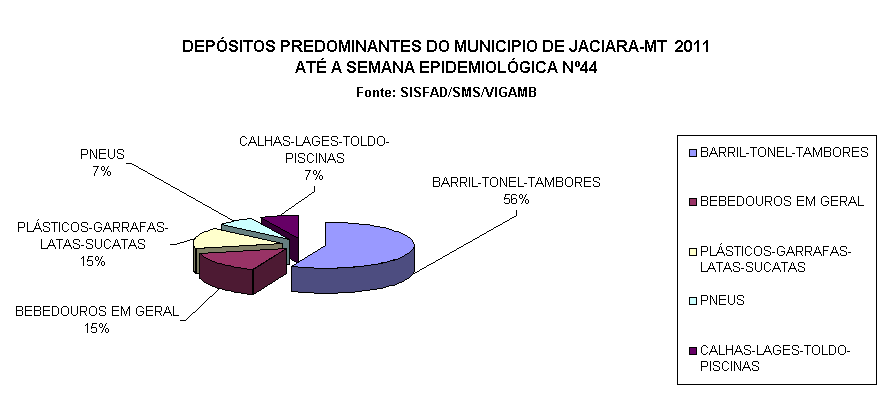 DEPÓSITOS PREDOMINANTES DO MUNICIPIO DE JACIARA-MT 2011
ATÉ A SEMANA EPIDEMIOLÓGICA Nº44
Fonte: SISFAD/SMS/VIGAMB
CALHAS-LAGES-TOLDO-
PISCINAS
7%
PNEUS
7%
BARRIL-TONEL-TAMBORES
56%
PLÁSTICOS-GARRAFAS-
LATAS-SUCATAS
15%
BEBEDOUROS EM GERAL
15%
BARRIL-TONEL-TAMBORES
BEBEDOUROS EM GERAL
PLÁSTICOS-GARRAFAS-
LATAS-SUCATAS
PNEUS
CALHAS-LAGES-TOLDO-
PISCINAS